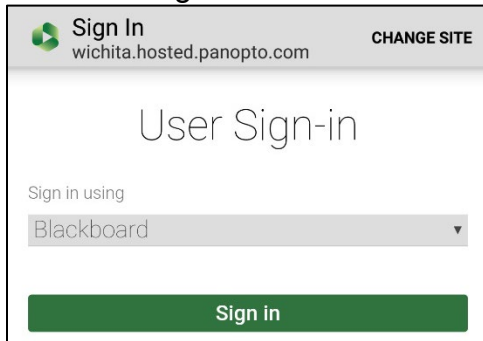 Sign In
wichita.hosted.panopto.com
CHANGE SITE
User Sign-in
Sign in using
Blackboard
Sign in